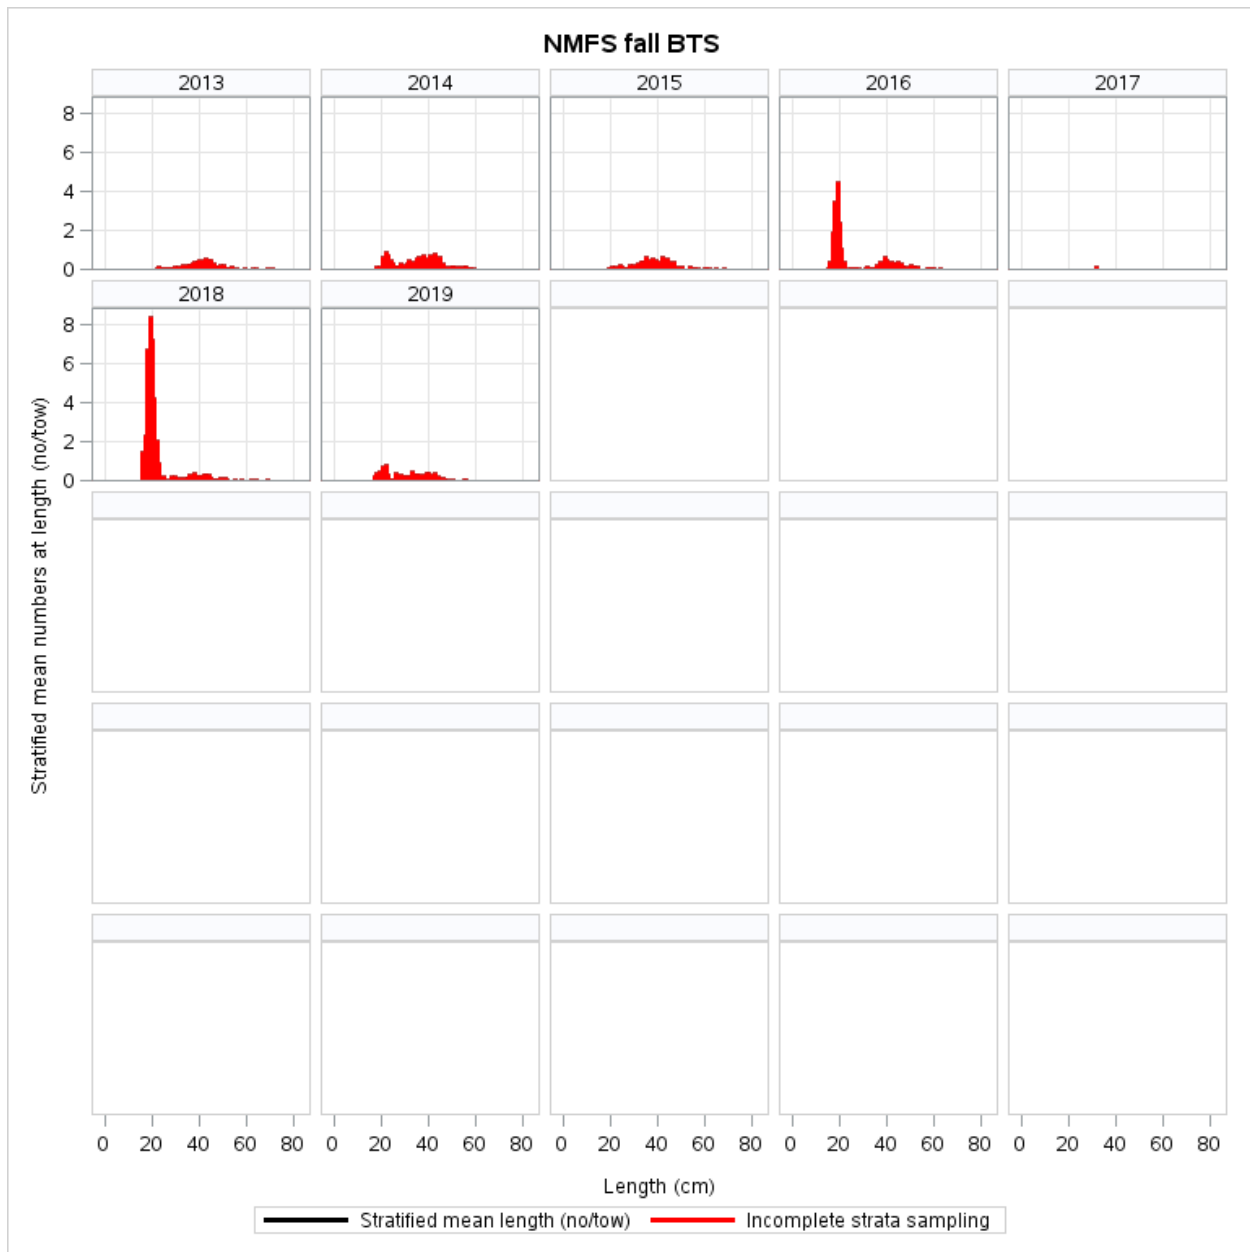 NMFS fall BTS
2013 2014 2015 2016 2017
8
6
4
2
0
2018 2019
8
6
4
2
0
Stratified mean numbers at length (no/tow)
0 20 40 60 80 0 20 40 60 80 0 20 40 60 80 0 20 40 60 80 0 20 40 60 80
Length (cm)
Stratified mean length (no/tow) Incomplete strata sampling